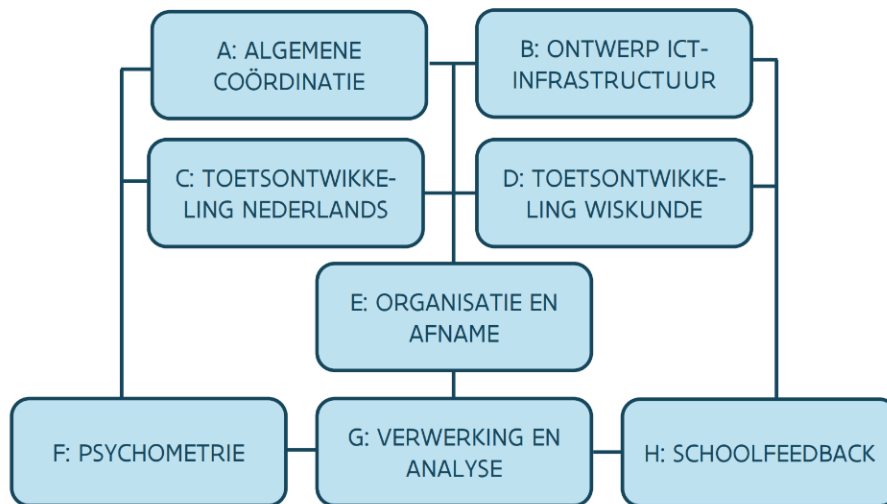 A: ALGEMENE
COÖRDINATIE
B: ONTWERP ICT-
INFRASTRUCTUUR
C: TOETSONTWIKKE-
LING NEDERLANDS
D: TOETSONTWIKKE-
LING WISKUNDE
E: ORGANISATIE EN
AFNAME
F: PSYCHOMETRIE
G: VERWERKING EN
ANALYSE
H: SCHOOLFEEDBACK